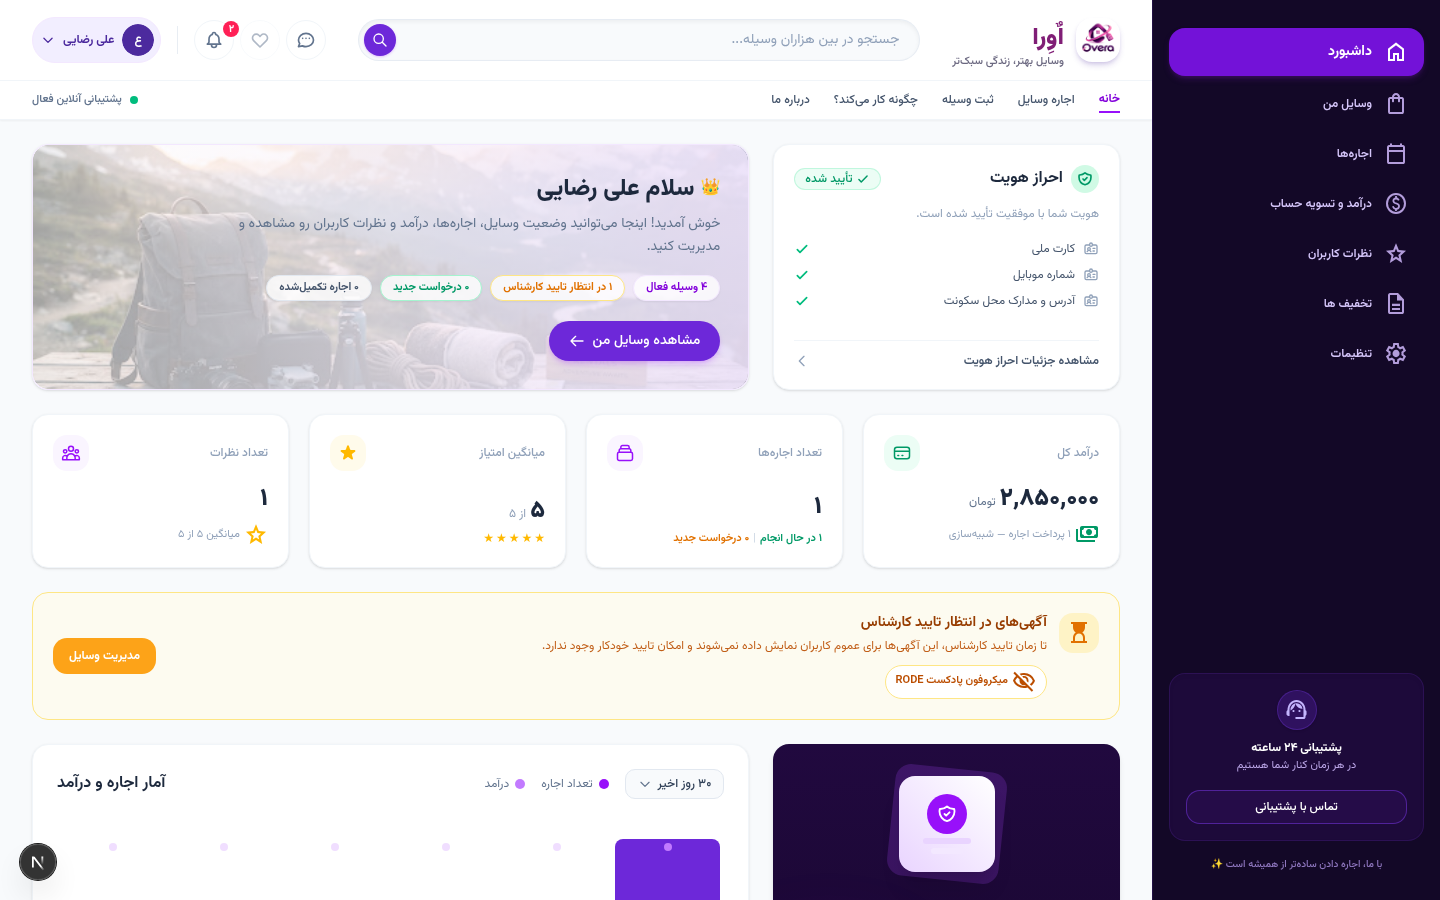 داشبورد
وسایل من
اجاره‌ها
درآمد و تسویه حساب
نظرات کاربران
تخفیف ها
تنظیمات
پشتیبانی ۲۴ ساعته
در هر زمان کنار شما هستیم
تماس با پشتیبانی
با ما، اجاره دادن ساده‌تر از همیشه است ✨
Overa
اُوِرا
وسایل بهتر، زندگی سبک‌تر
جستجو در بین هزاران وسیله...
۲
ع
علی رضایی
خانه
اجاره وسایل
ثبت وسیله
چگونه کار می‌کند؟
درباره ما
پشتیبانی آنلاین فعال
احراز هویت
تأیید شده
هویت شما با موفقیت تأیید شده است.
کارت ملی
شماره موبایل
آدرس و مدارک محل سکونت
مشاهده جزئیات احراز هویت
👑 سلام علی رضایی
خوش آمدید! اینجا می‌توانید وضعیت وسایل، اجاره‌ها، درآمد و نظرات کاربران رو مشاهده و
مدیریت کنید.
۴ وسیله فعال
۱ در انتظار تایید کارشناس
۰ درخواست جدید
۰ اجاره تکمیل‌شده
مشاهده وسایل من
درآمد کل
۲,۸۵۰,۰۰۰ تومان
۱ پرداخت اجاره — شبیه‌سازی
تعداد اجاره‌ها
۱
۱ در حال انجام | ۰ درخواست جدید
میانگین امتیاز
۵ از ۵
★★★★★
تعداد نظرات
۱
میانگین ۵ از ۵
آگهی‌های در انتظار تایید کارشناس
تا زمان تایید کارشناس، این آگهی‌ها برای عموم کاربران نمایش داده نمی‌شوند و امکان تایید خودکار وجود ندارد.
میکروفون پادکست RODE
مدیریت وسایل
آمار اجاره و درآمد
۳۰ روز اخیر
تعداد اجاره
درآمد
N